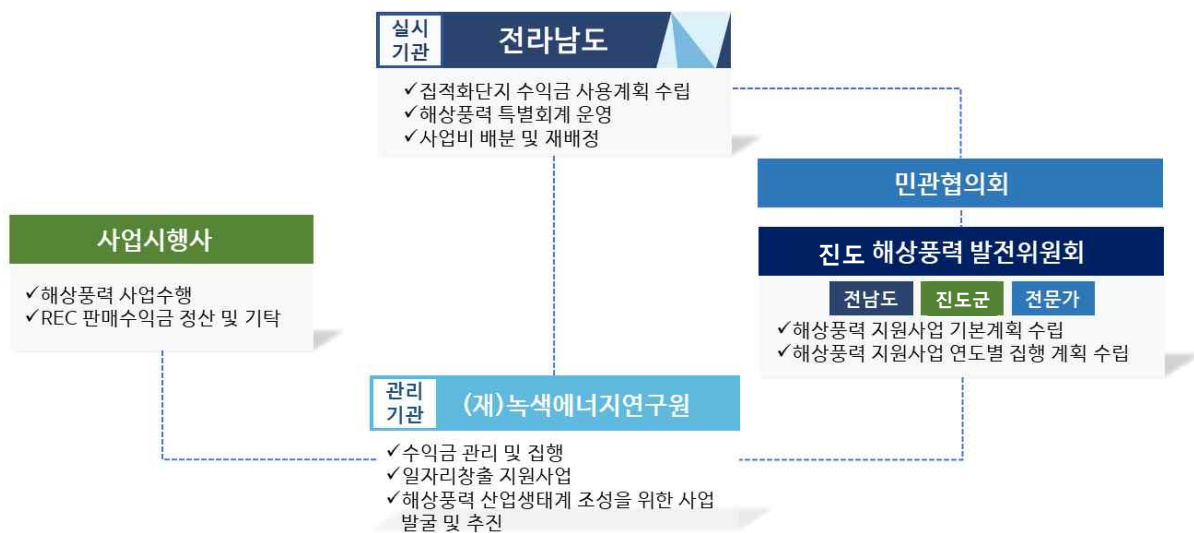 실시
기관
전라남도
✓집적화단지 수익금 사용계획 수립
✓해상풍력 특별회계 운영
✓사업비 배분 및 재배정
민관협의회
사업시행사
✓해상풍력 사업수행
✓REC 판매수익금 정산 및 기탁
진도 해상풍력 발전위원회
전남도 진도군 전문가
✓해상풍력 지원사업 기본계획 수립
✓해상풍력 지원사업 연도별 집행 계획 수립
관리
기관
(재)녹색에너지연구원
✓수익금 관리 및 집행
✓일자리창출 지원사업
✓해상풍력 산업생태계 조성을 위한 사업
발굴 및 추진